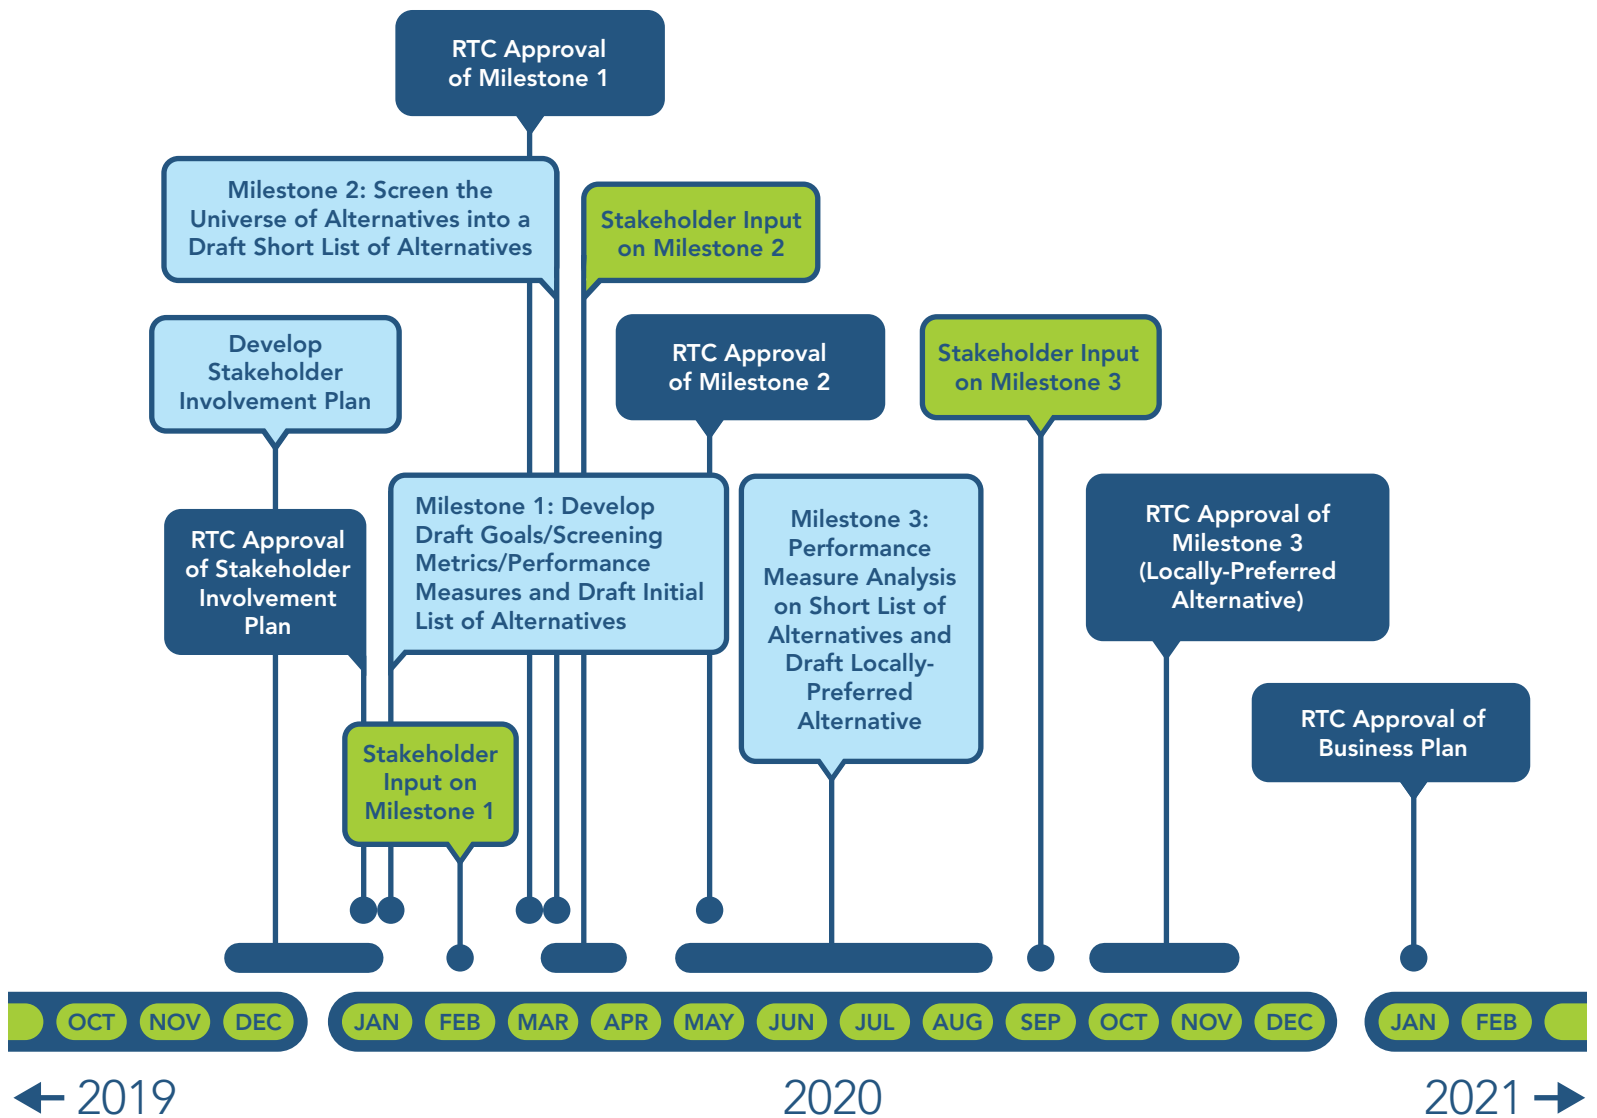 RTC Approval
of Milestone 1
Milestone 2: Screen the
Universe of Alternatives into a
Draft Short List of Alternatives
Stakeholder Input
on Milestone 2
Develop
Stakeholder
Involvement Plan
RTC Approval
of Milestone 2
Stakeholder Input
on Milestone 3
RTC Approval
of Stakeholder
Involvement
Plan
Milestone 1: Develop
Draft Goals/Screening
Metrics/Performance
Measures and Draft Initial
List of Alternatives
Milestone 3:
Performance
Measure Analysis
on Short List of
Alternatives and
Draft Locally-
Preferred
Alternative
RTC Approval of
Milestone 3
(Locally-Preferred
Alternative)
Stakeholder
Input on
Milestone 1
RTC Approval of
Business Plan
OCT NOV DEC JAN FEB MAR APR MAY JUN JUL AUG SEP OCT NOV DEC JAN FEB
2019 2020 2021